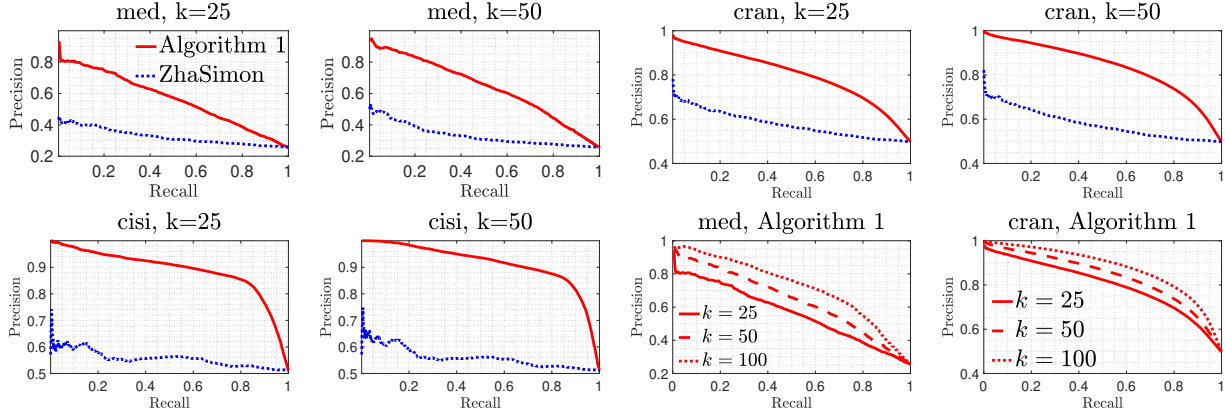 med, k=25
Precision
0.8
0.6
0.4
0.2
Algorithm 1
ZhaSimon
0 0.2 0.4 0.6 0.8 1
Recall
med, k=50
Precision
0.8
0.6
0.4
0.2
0.2 0.4 0.6 0.8 1
Recall
cran, k=25
Precision
1
0.8
0.6
0.4
0 0.2 0.4 0.6 0.8 1
Recall
cran, k=50
Precision
1
0.8
0.6
0.4
0 0.2 0.4 0.6 0.8 1
Recall
cisi, k=25
Precision
0.9
0.8
0.7
0.6
0.5
0.2 0.4 0.6 0.8 1
Recall
cisi, k=50
Precision
0.9
0.8
0.7
0.6
0.5
0.2 0.4 0.6 0.8 1
Recall
med, Algorithm 1
Precision
1
0.8
0.6
0.4
0.2
k = 25
k = 50
k = 100
0 0.2 0.4 0.6 0.8 1
Recall
cran, Algorithm 1
Precision
1
0.8
0.6
0.4
k = 25
k = 50
k = 100
0 0.2 0.4 0.6 0.8 1
Recall